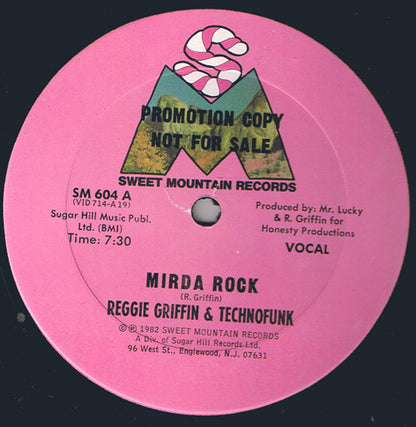 PROMOTION COPY
NOT FOR SALE
SWEET MOUNTAIN RECORDS
SM 604 A
(VID 714-A 19)
Sugar Hill Music Publ.
Ltd. (BMI)
Time: 7:30
Produced by: Mr. Lucky
& R. Griffin for
Honesty Productions
VOCAL
MIRDA ROCK
(R. Griffin)
REGGIE GRIFFIN & TECHNOFUNK
©℗ 1982 SWEET MOUNTAIN RECORDS
A Div. of Sugar Hill Records Ltd.
96 West St., Englewood, N.J. 07631